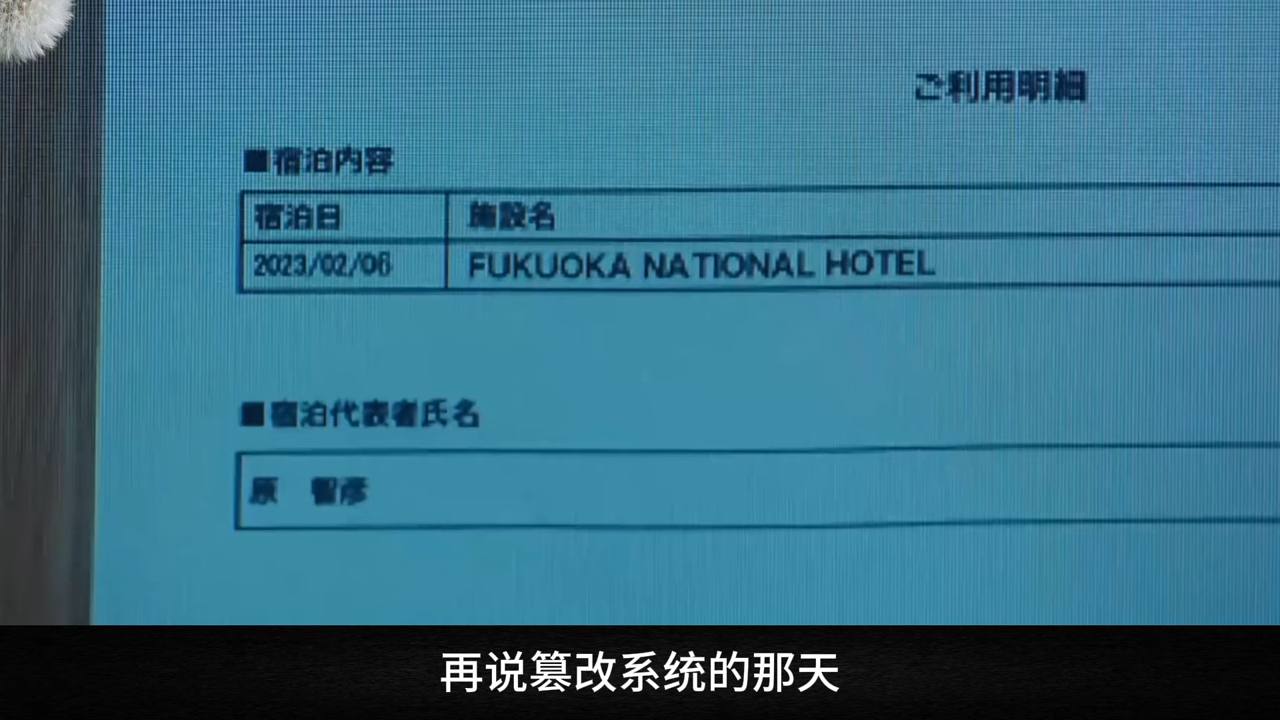 ご利用明細
■宿泊内容
宿泊日 施設名
2023/02/06 FUKUOKA NATIONAL HOTEL
■宿泊代表者氏名
原 智彦
再说篡改系统的那天